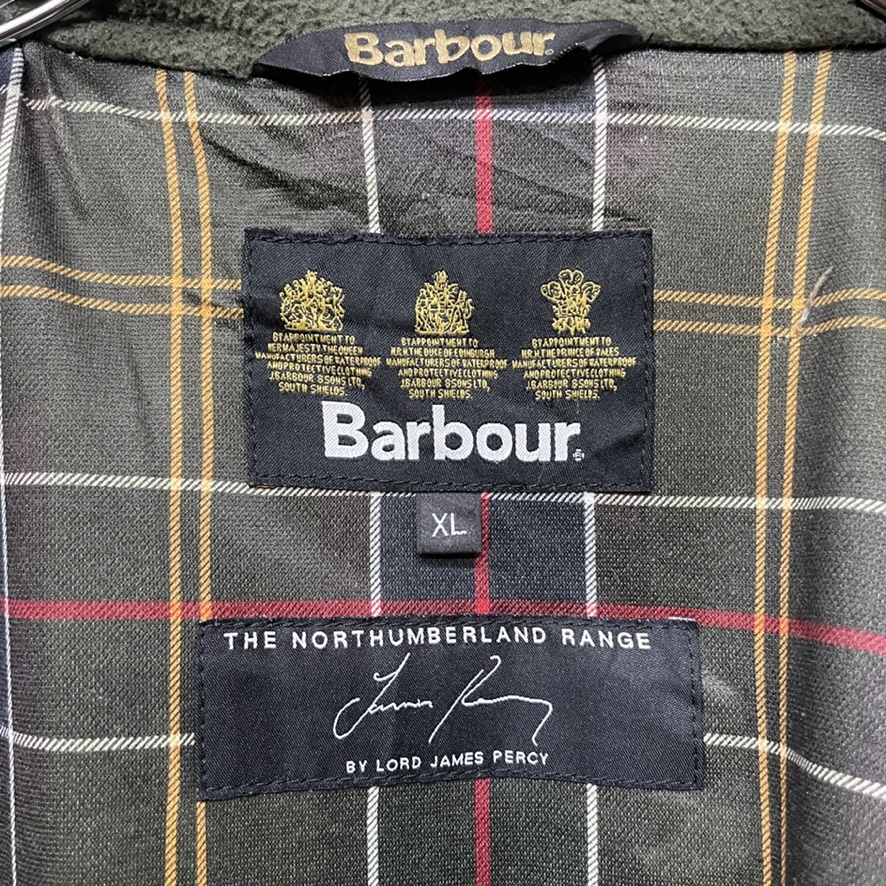 Barbour
BY APPOINTMENT TO
HER MAJESTY THE QUEEN
MANUFACTURERS OF WATERPROOF
AND PROTECTIVE CLOTHING
J.BARBOUR & SONS LTD,
SOUTH SHIELDS.
BY APPOINTMENT TO
H.R.H. THE DUKE OF EDINBURGH
MANUFACTURERS OF WATERPROOF
AND PROTECTIVE CLOTHING
J.BARBOUR & SONS LTD,
SOUTH SHIELDS.
BY APPOINTMENT TO
H.R.H. THE PRINCE OF WALES
MANUFACTURERS OF WATERPROOF
AND PROTECTIVE CLOTHING
J.BARBOUR & SONS LTD,
SOUTH SHIELDS.
Barbour
XL
THE NORTHUMBERLAND RANGE
James Percy
BY LORD JAMES PERCY